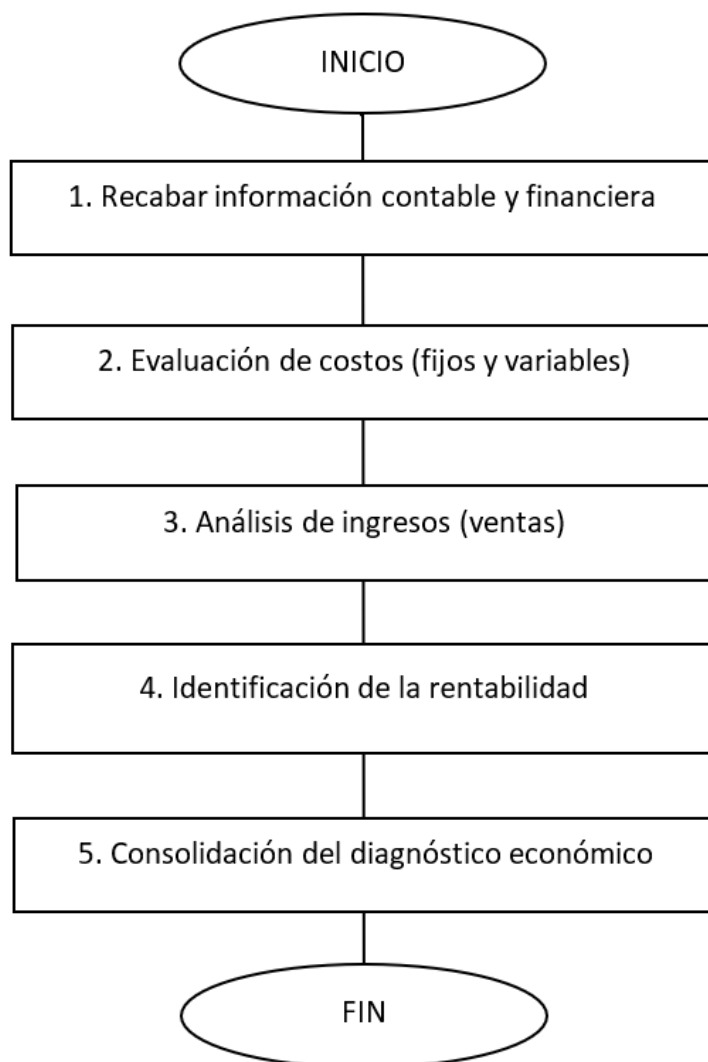 INICIO
1. Recabar información contable y financiera
2. Evaluación de costos (fijos y variables)
3. Análisis de ingresos (ventas)
4. Identificación de la rentabilidad
5. Consolidación del diagnóstico económico
FIN